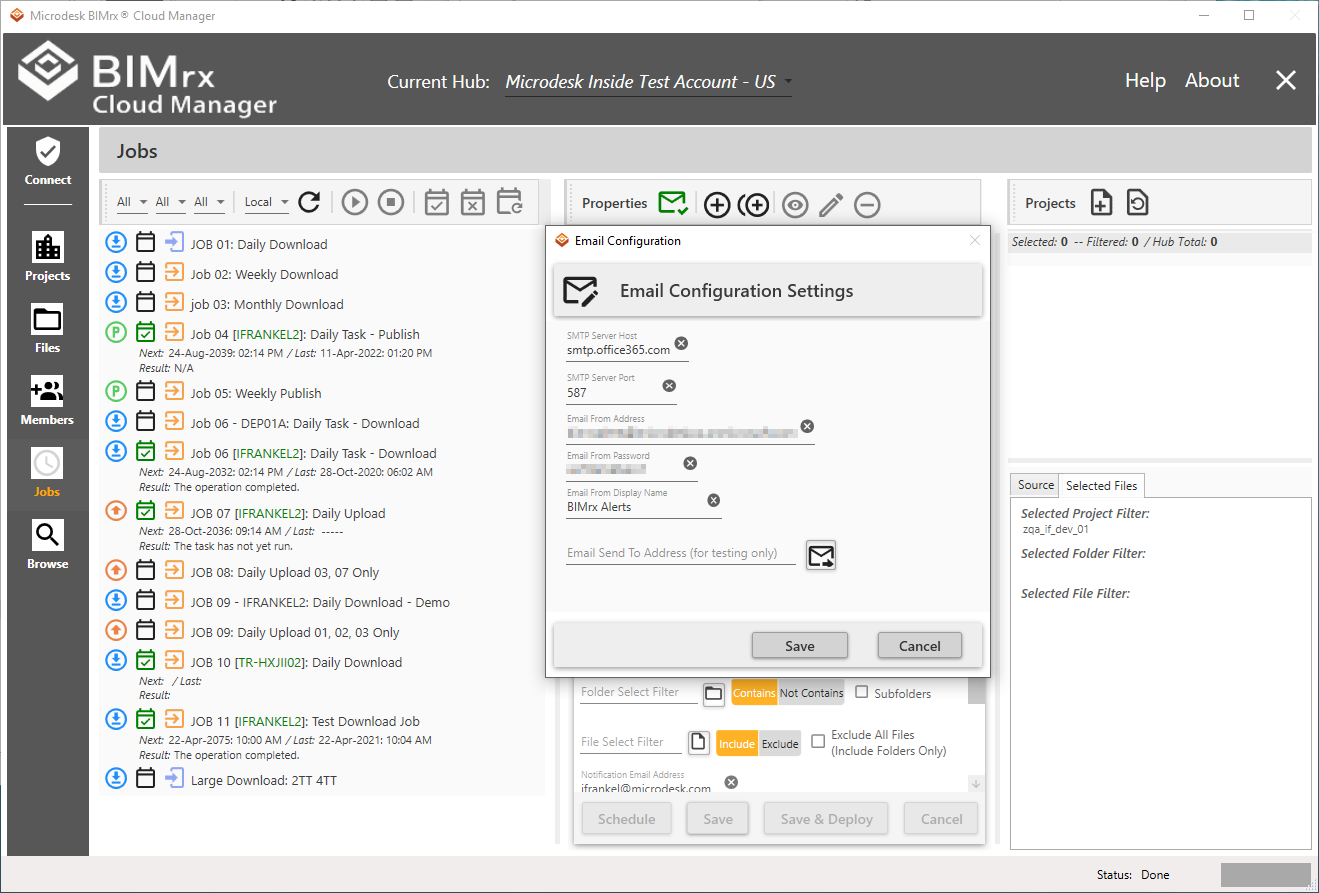 Microdesk BIMrx® Cloud Manager
BIMrx
Cloud Manager
Current Hub: Microdesk Inside Test Account - US
Help About
Connect
Projects
Files
Members
Jobs
Browse
Jobs
All All All Local
JOB 01: Daily Download
Job 02: Weekly Download
job 03: Monthly Download
P Job 04 [IFRANKEL2]: Daily Task - Publish
Next: 24-Aug-2039: 02:14 PM / Last: 11-Apr-2022: 01:20 PM
Result: N/A
P Job 05: Weekly Publish
Job 06 - DEP01A: Daily Task - Download
Job 06 [IFRANKEL2]: Daily Task - Download
Next: 24-Aug-2032: 02:14 PM / Last: 28-Oct-2020: 06:02 AM
Result: The operation completed.
JOB 07 [IFRANKEL2]: Daily Upload
Next: 28-Oct-2036: 09:14 AM / Last: -----
Result: The task has not yet run.
JOB 08: Daily Upload 03, 07 Only
JOB 09 - IFRANKEL2: Daily Download - Demo
JOB 09: Daily Upload 01, 02, 03 Only
JOB 10 [TR-HXJII02]: Daily Download
Next: / Last:
Result:
JOB 11 [IFRANKEL2]: Test Download Job
Next: 22-Apr-2075: 10:00 AM / Last: 22-Apr-2021: 10:04 AM
Result: The operation completed.
Large Download: 2TT 4TT
Properties
Email Configuration
Email Configuration Settings
SMTP Server Host
smtp.office365.com
SMTP Server Port
587
Email From Address
Email From Password
Email From Display Name
BIMrx Alerts
Email Send To Address (for testing only)
Save Cancel
Folder Select Filter Contains Not Contains Subfolders
File Select Filter Include Exclude Exclude All Files
(Include Folders Only)
Notification Email Address
ifrankel@microdesk.com
Schedule Save Save & Deploy Cancel
Projects
Selected: 0 -- Filtered: 0 / Hub Total: 0
Source Selected Files
Selected Project Filter:
zqa_if_dev_01
Selected Folder Filter:
Selected File Filter:
Status: Done